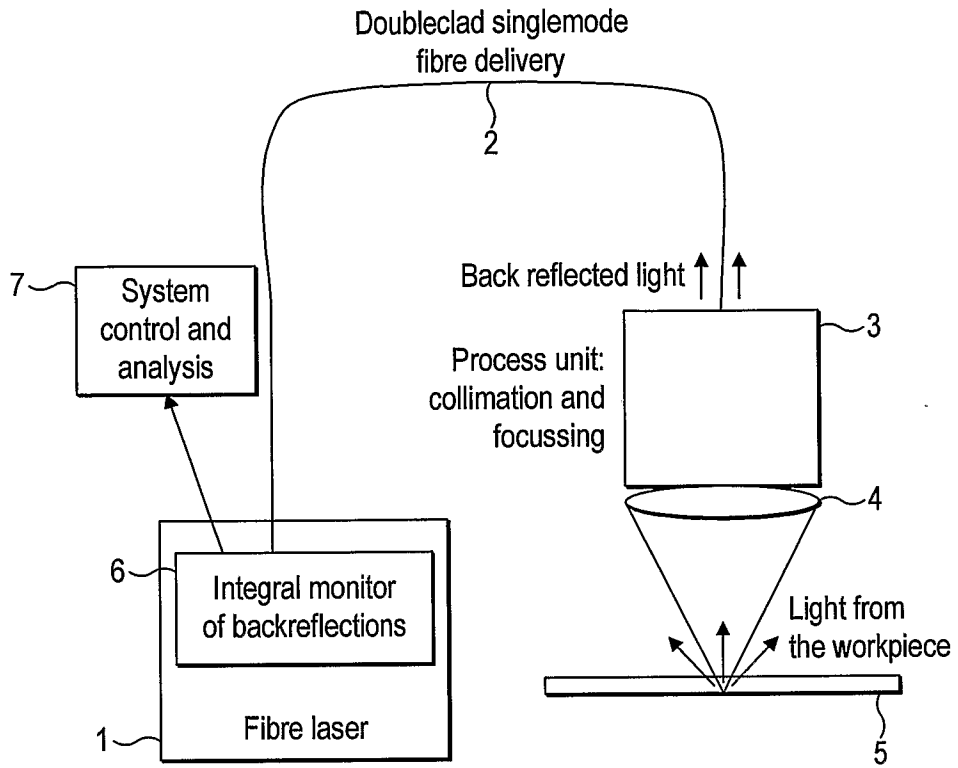 Doubleclad singlemode
fibre delivery
2
7
System
control and
analysis
Back reflected light
3
Process unit:
collimation and
focussing
4
6
Integral monitor
of backreflections
Light from
the workpiece
1
Fibre laser
5